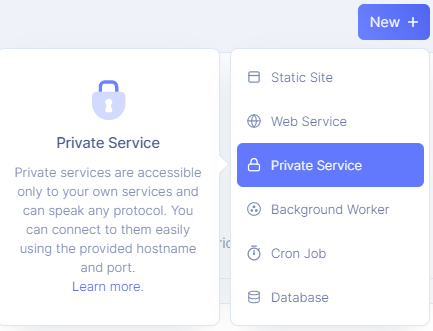 New +
Static Site
Web Service
Private Service
Background Worker
Cron Job
Database
Private Service
Private services are accessible
only to your own services and
can speak any protocol. You
can connect to them easily
using the provided hostname
and port.
Learn more.